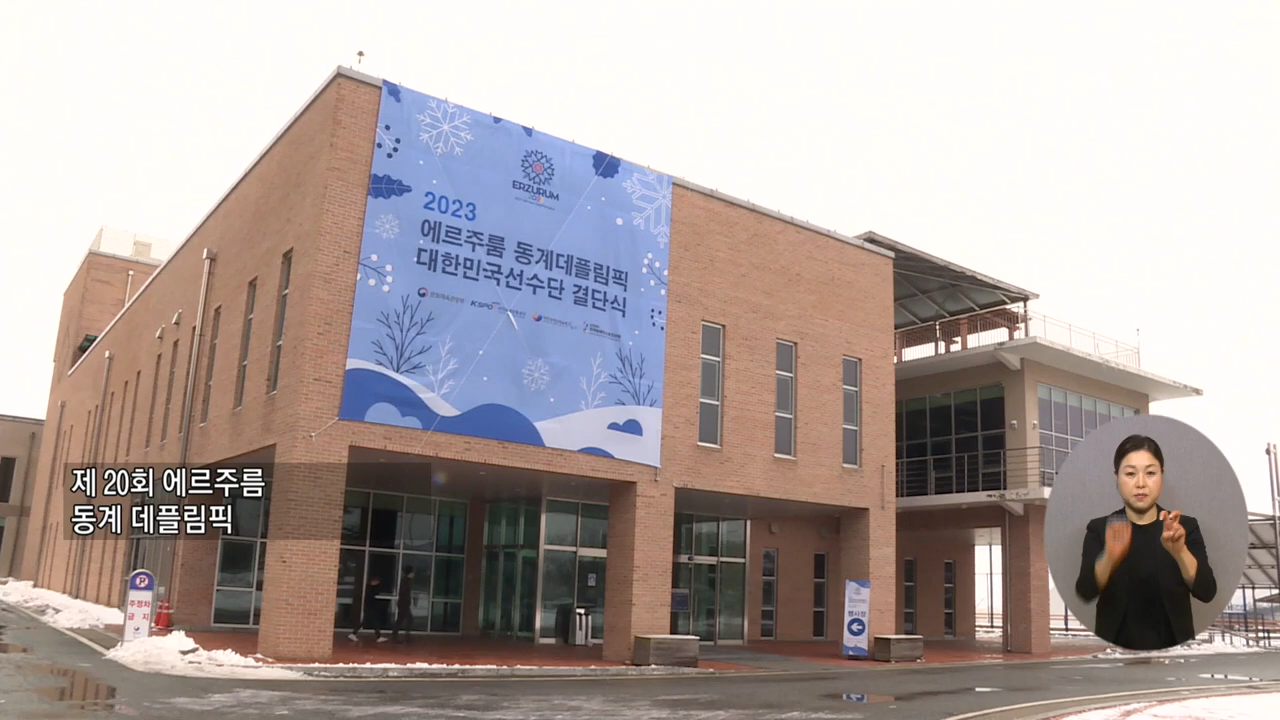 ERZURUM
2023
에르주룸 동계데플림픽
대한민국선수단 결단식
KSPO
제 20회 에르주름
동계 데플림픽
P
주정차
금지
행사장